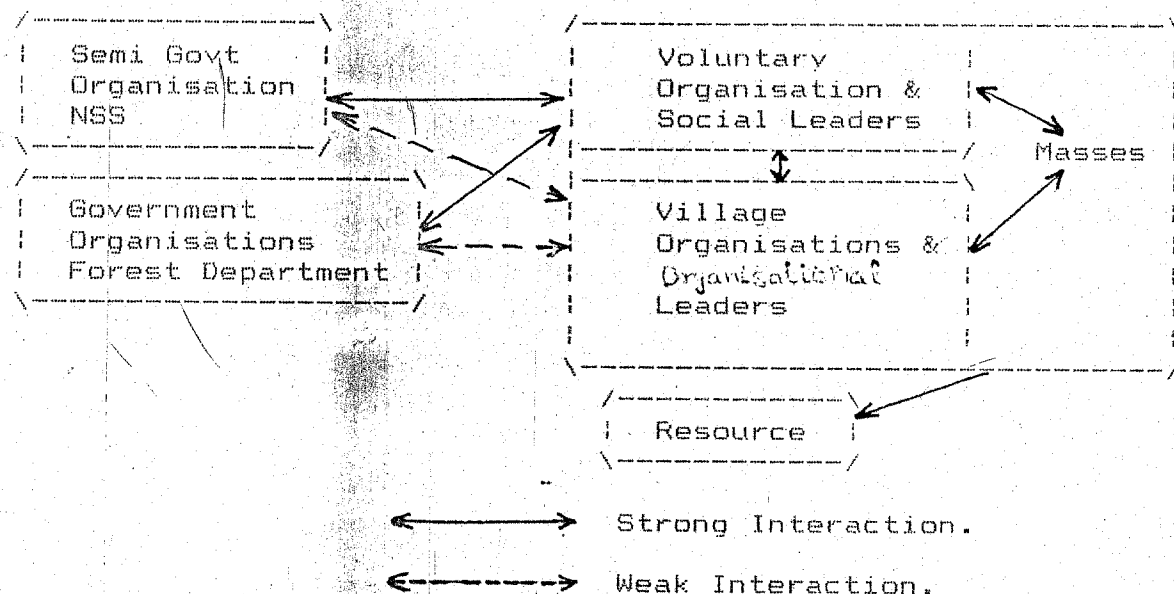 Semi Govt
Organisation
NSS
Government
Organisations
Forest Department
Voluntary
Organisation &
Social Leaders
Masses
Village
Organisations &
Organisational
Leaders
Resource
Strong Interaction.
Weak Interaction.